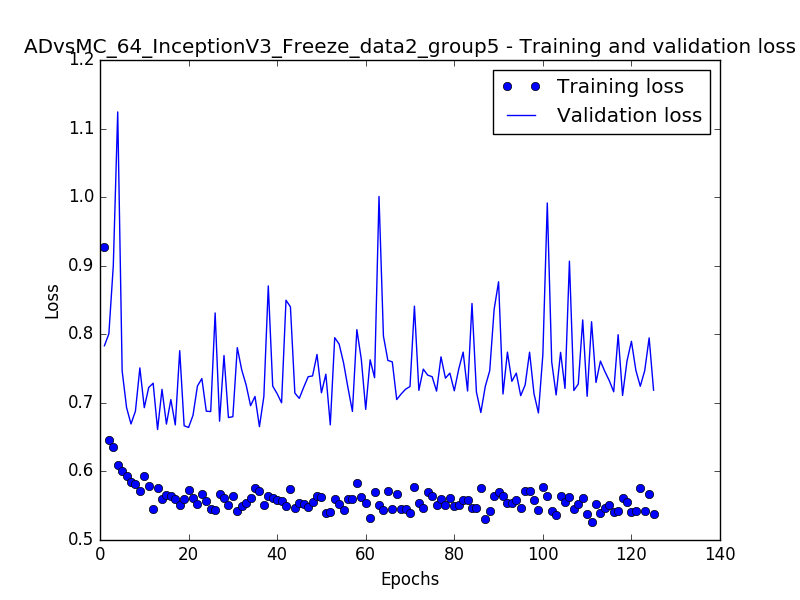 ADvsMC_64_InceptionV3_Freeze_data2_group5 - Training and validation loss
1.2
1.1
1.0
0.9
0.8
0.7
0.6
0.5
Loss
Training loss
Validation loss
0 20 40 60 80 100 120 140
Epochs